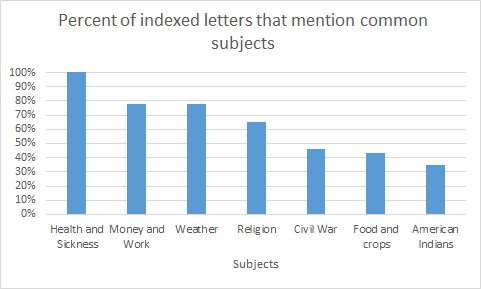 Percent of indexed letters that mention common
subjects
100%
90%
80%
70%
60%
50%
40%
30%
20%
10%
0%
Health and Sickness
Money and Work
Weather
Religion
Civil War
Food and crops
American Indians
Subjects